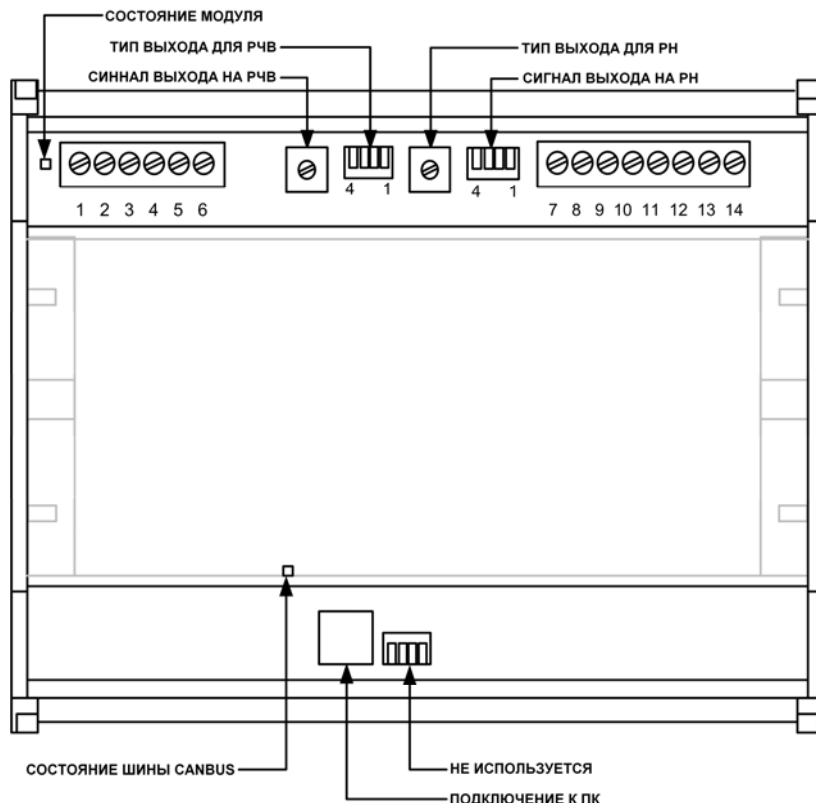 СОСТОЯНИЕ МОДУЛЯ
ТИП ВЫХОДА ДЛЯ РЧВ
ТИП ВЫХОДА ДЛЯ РН
СИННАЛ ВЫХОДА НА РЧВ
СИГНАЛ ВЫХОДА НА РН
4 1
4 1
1 2 3 4 5 6
7 8 9 10 11 12 13 14
СОСТОЯНИЕ ШИНЫ CANBUS
НЕ ИСПОЛЬЗУЕТСЯ
ПОДКЛЮЧЕНИЕ К ПК